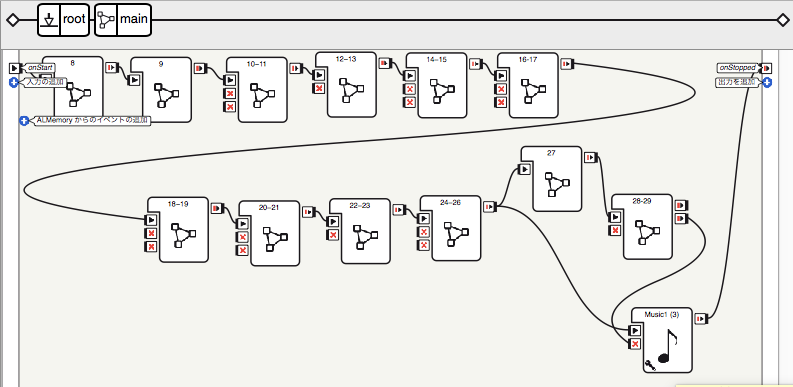 root
main
onStart
8
9
10-11
12-13
14-15
16-17
onStopped
入力の追加
出力を追加
ALMemory からのイベントの追加
18-19
20-21
22-23
24-26
27
28-29
Music1 (3)